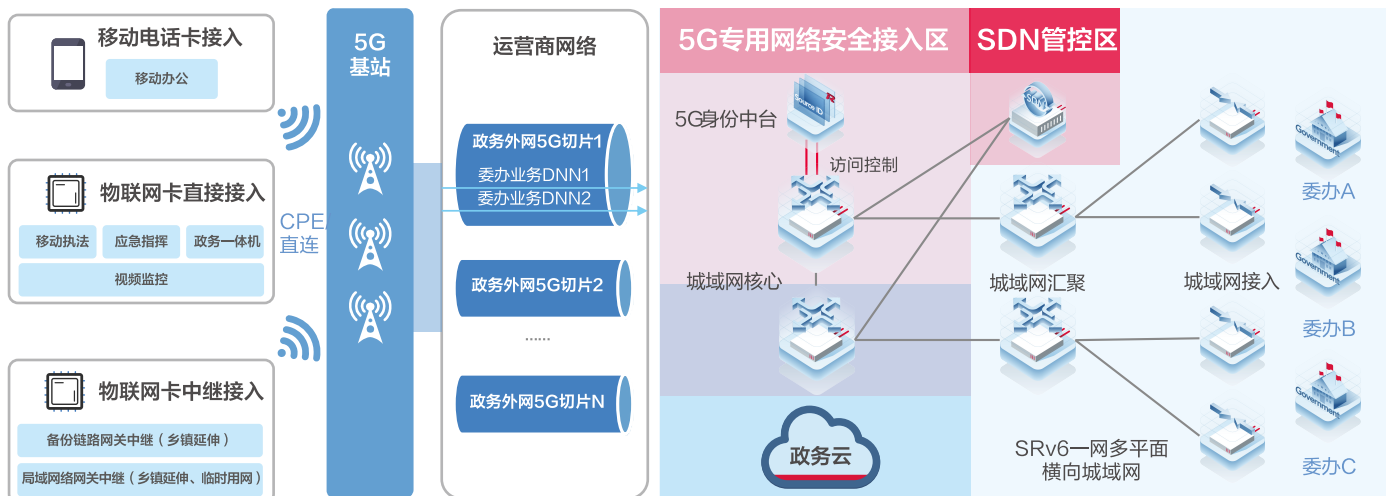 移动电话卡接入
移动办公
物联网卡直接接入
移动执法
应急指挥
政务一体机
视频监控
物联网卡中继接入
备份链路网关中继（乡镇延伸）
局域网络网关中继（乡镇延伸、临时用网）
CPE/
直连
5G
基站
运营商网络
政务外网5G切片1
委办业务DNN1
委办业务DNN2
政务外网5G切片2
......
政务外网5G切片N
5G专用网络安全接入区
SDN管控区
5G身份中台
Source ID
访问控制
SDN
城域网核心
城域网汇聚
城域网接入
Government
委办A
Government
委办B
Government
委办C
政务云
SRv6一网多平面
横向城域网